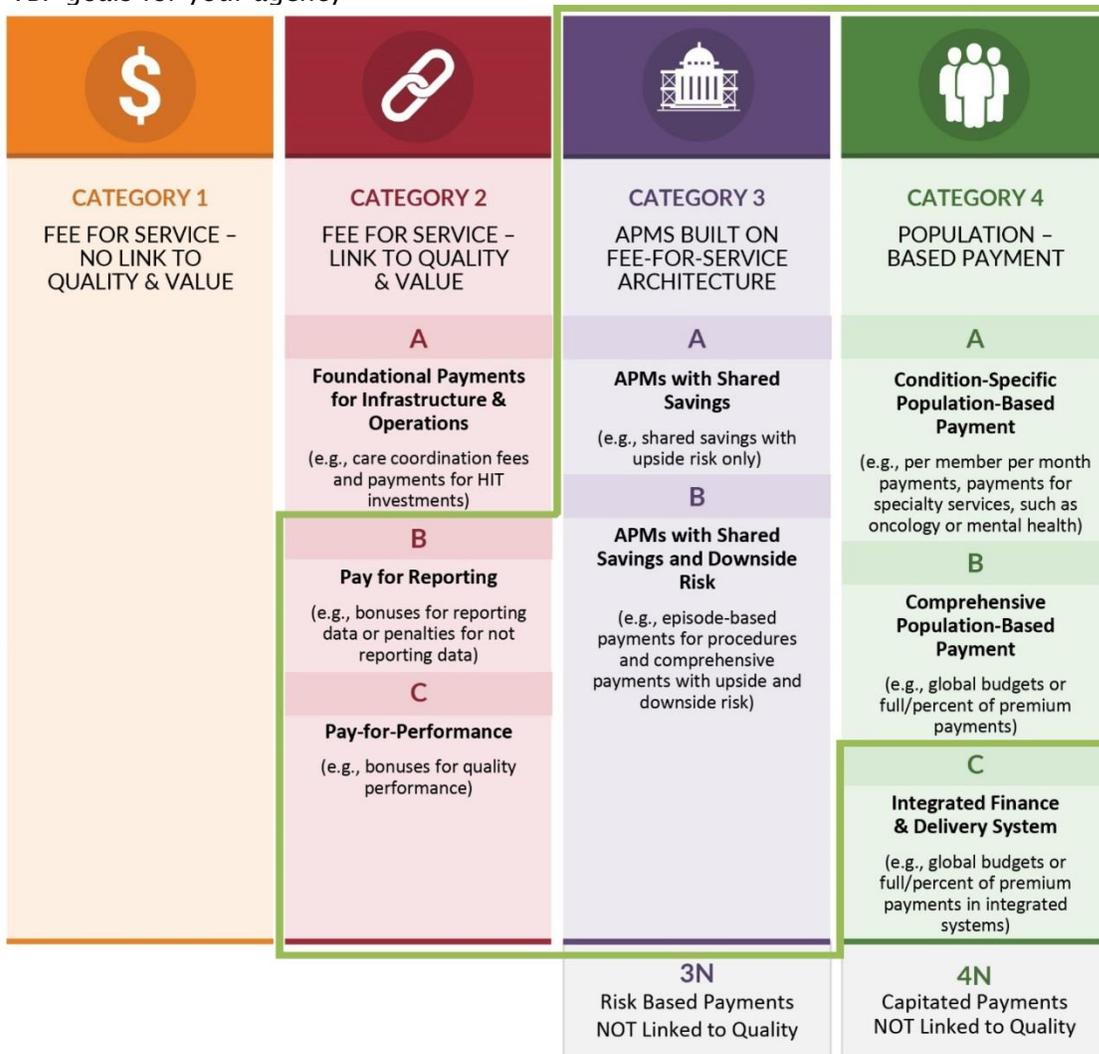 VBP goals for your agency
$
CATEGORY 1
FEE FOR SERVICE –
NO LINK TO
QUALITY & VALUE
CATEGORY 2
FEE FOR SERVICE –
LINK TO QUALITY
& VALUE
A
Foundational Payments
for Infrastructure &
Operations
(e.g., care coordination fees
and payments for HIT
investments)
B
Pay for Reporting
(e.g., bonuses for reporting
data or penalties for not
reporting data)
C
Pay-for-Performance
(e.g., bonuses for quality
performance)
CATEGORY 3
APMS BUILT ON
FEE-FOR-SERVICE
ARCHITECTURE
A
APMs with Shared
Savings
(e.g., shared savings with
upside risk only)
B
APMs with Shared
Savings and Downside
Risk
(e.g., episode-based
payments for procedures
and comprehensive
payments with upside and
downside risk)
3N
Risk Based Payments
NOT Linked to Quality
CATEGORY 4
POPULATION –
BASED PAYMENT
A
Condition-Specific
Population-Based
Payment
(e.g., per member per month
payments, payments for
specialty services, such as
oncology or mental health)
B
Comprehensive
Population-Based
Payment
(e.g., global budgets or
full/percent of premium
payments)
C
Integrated Finance
& Delivery System
(e.g., global budgets or
full/percent of premium
payments in integrated
systems)
4N
Capitated Payments
NOT Linked to Quality